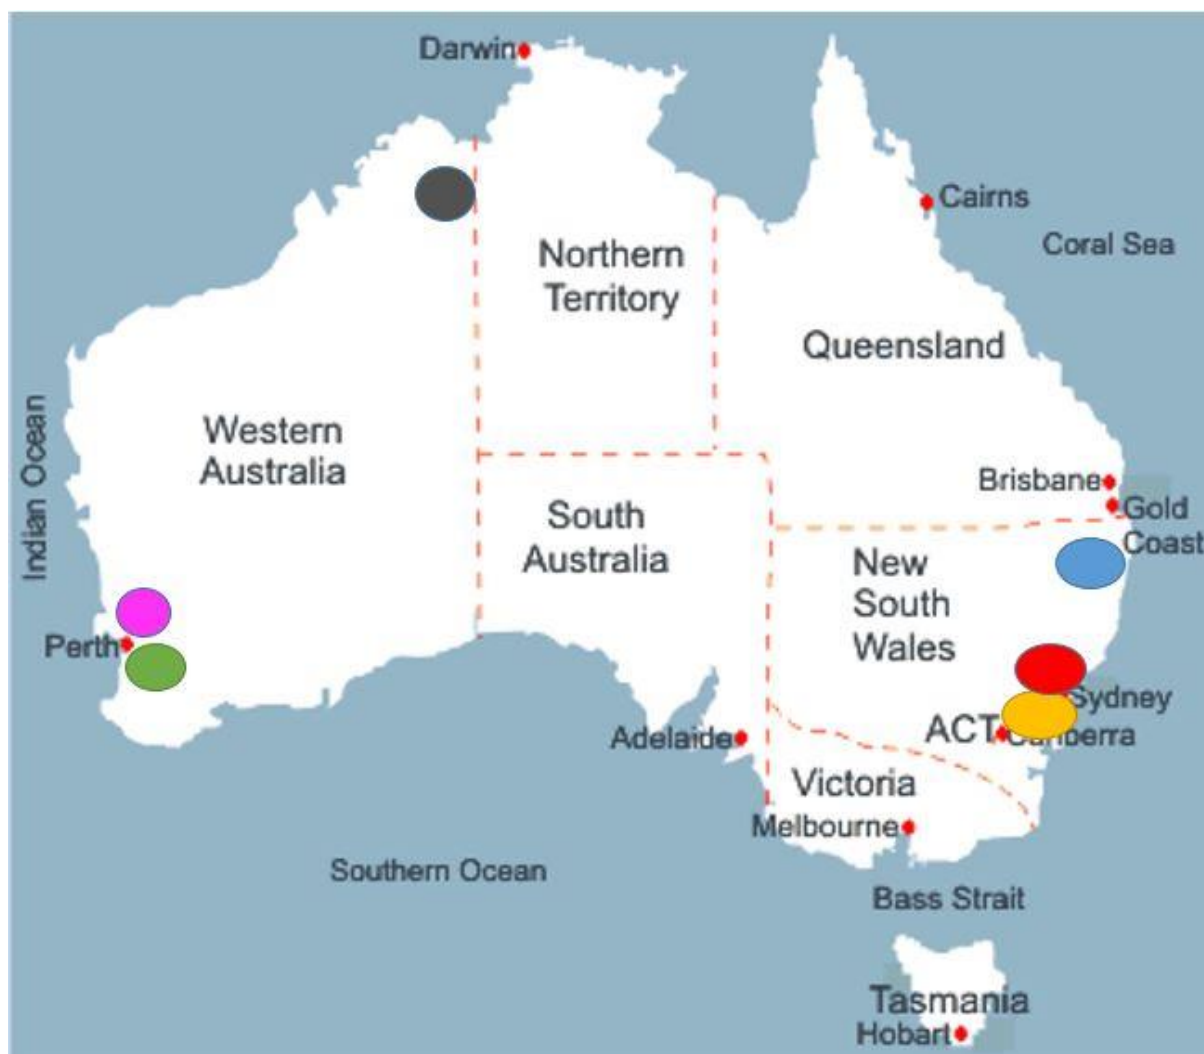 Darwin
Cairns
Coral Sea
Northern
Territory
Queensland
Indian Ocean
Western
Australia
Brisbane
Gold
Coast
South
Australia
New
South
Wales
Perth
Sydney
ACT
Canberra
Adelaide
Victoria
Melbourne
Southern Ocean
Bass Strait
Tasmania
Hobart